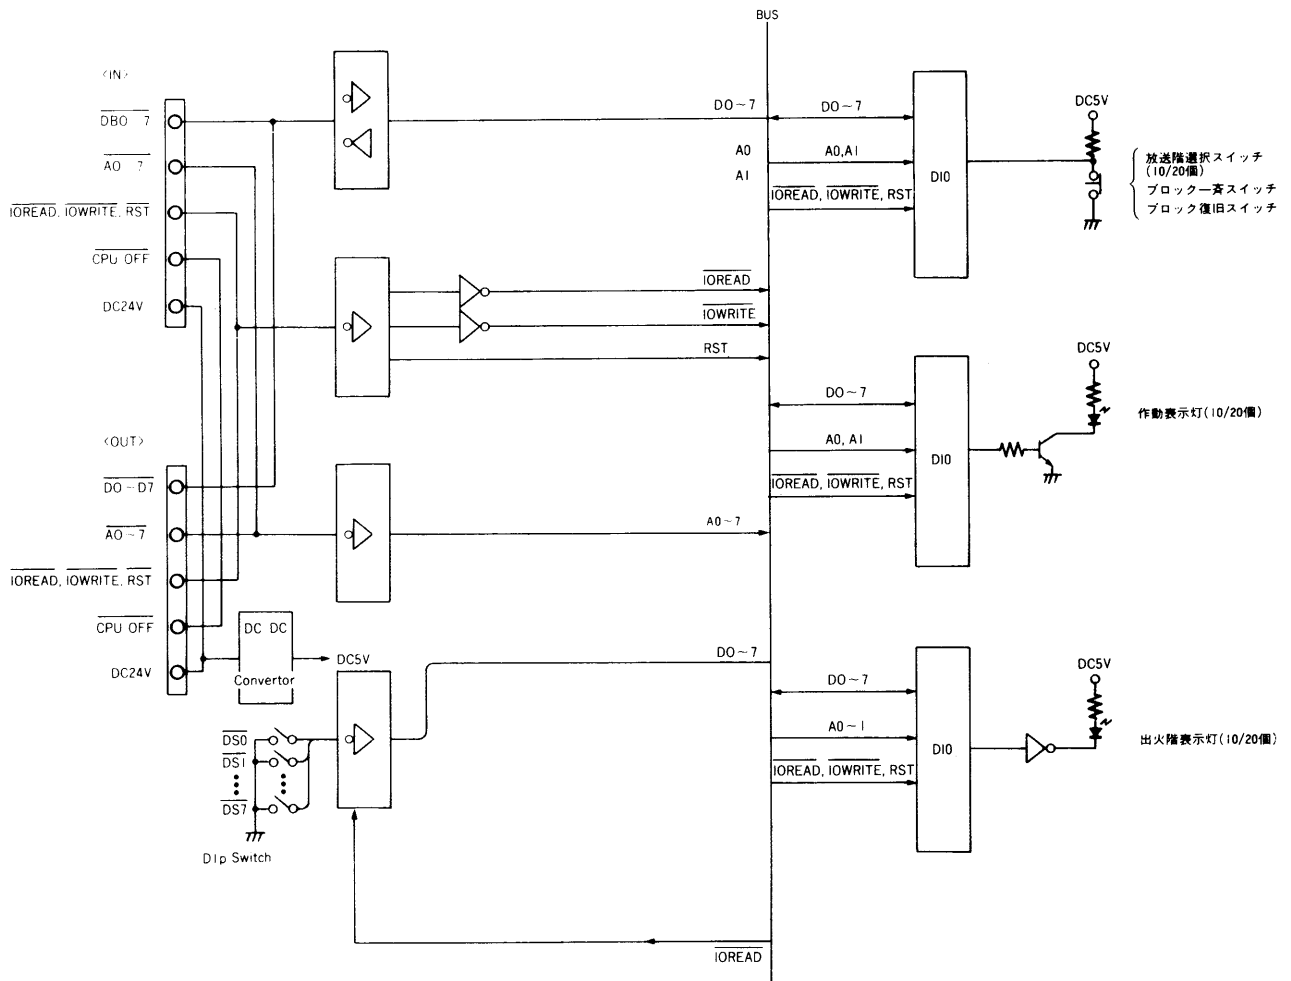 BUS
<IN>
DB0 7
A0 7
IOREAD, IOWRITE, RST
CPU OFF
DC24V
<OUT>
D0~D7
A0~7
IOREAD, IOWRITE, RST
CPU OFF
DC24V
DC DC
Convertor
DC5V
DS0
DS1
DS7
Dip Switch
D0~7
A0
A1
IOREAD
IOWRITE
RST
A0~7
D0~7
IOREAD
D0~7
A0,A1
IOREAD, IOWRITE, RST
DIO
DC5V
放送階選択スイッチ
(10/20個)
ブロック一斉スイッチ
ブロック復旧スイッチ
D0~7
A0, A1
IOREAD, IOWRITE, RST
DIO
DC5V
作動表示灯(10/20個)
D0~7
A0~1
IOREAD, IOWRITE, RST
DIO
DC5V
出火階表示灯(10/20個)